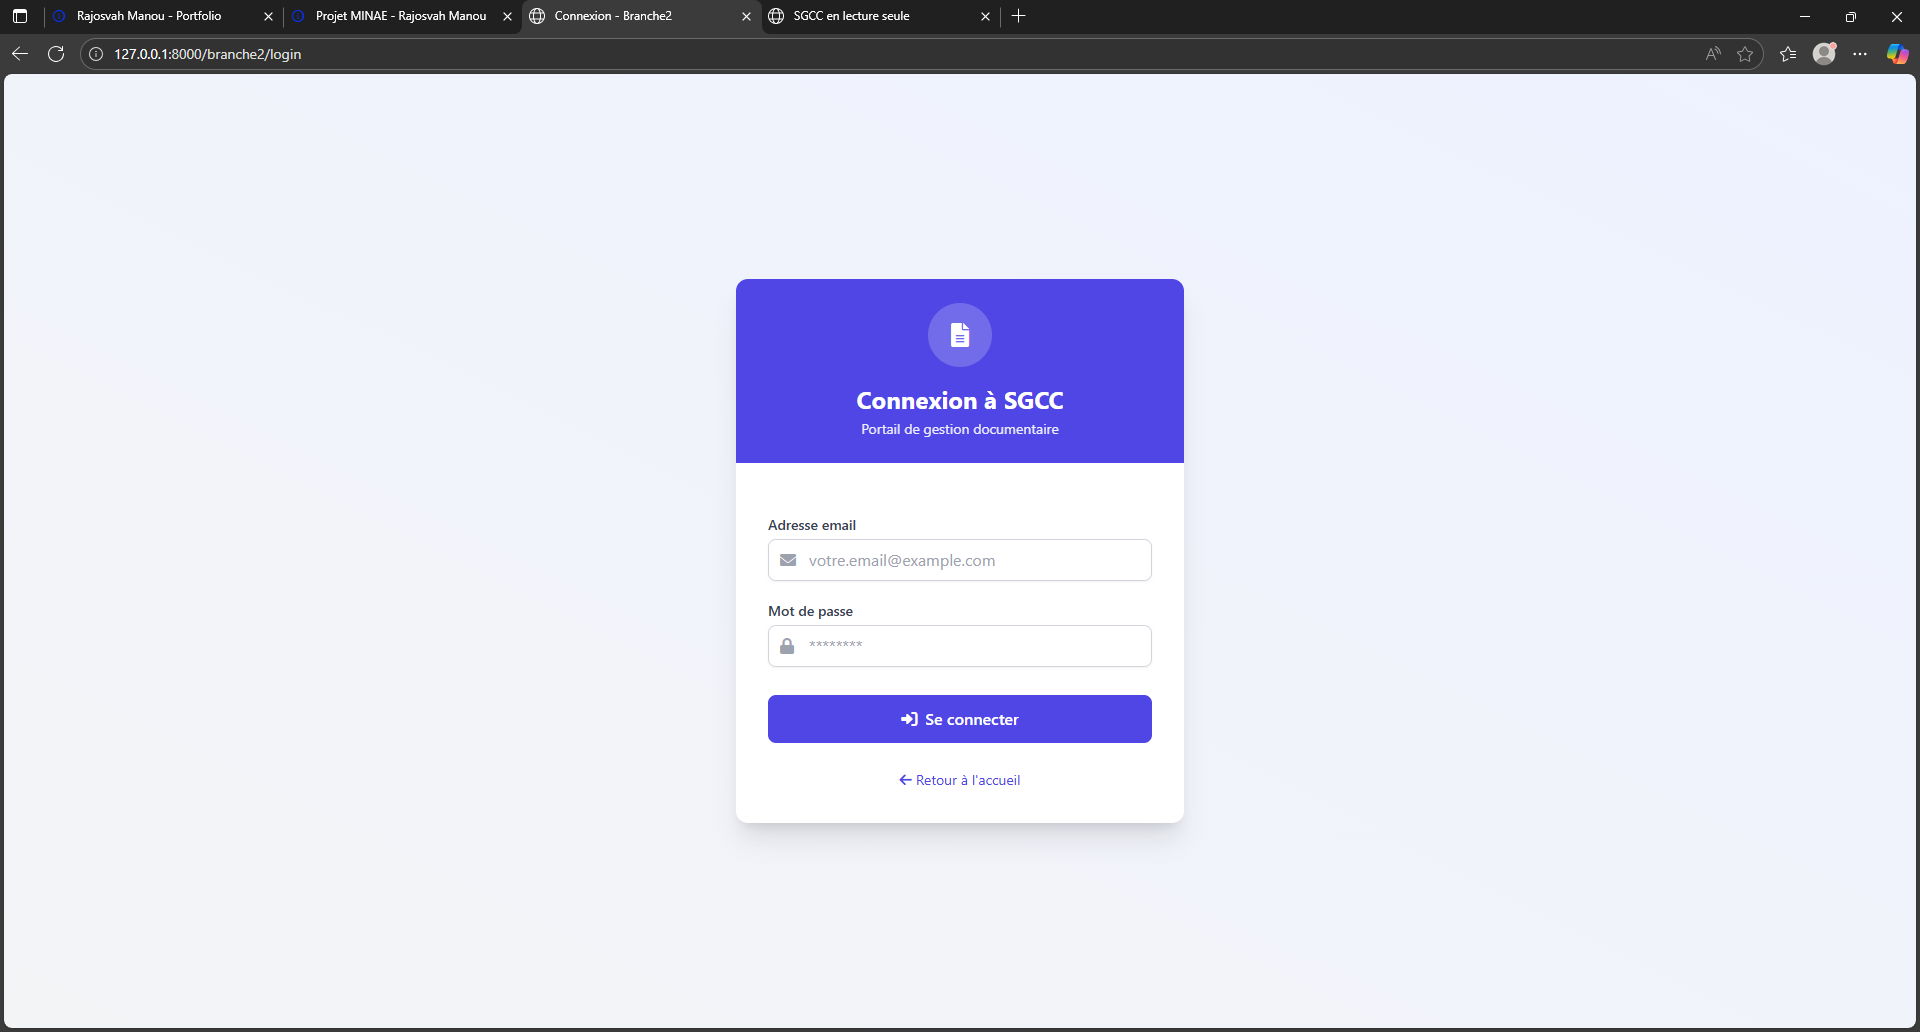 Rajosvah Manou - Portfolio
Projet MINAE - Rajosvah Manou
Connexion - Branche2
SGCC en lecture seule
127.0.0.1:8000/branche2/login
Connexion à SGCC
Portail de gestion documentaire
Adresse email
votre.email@example.com
Mot de passe
********
Se connecter
Retour à l'accueil